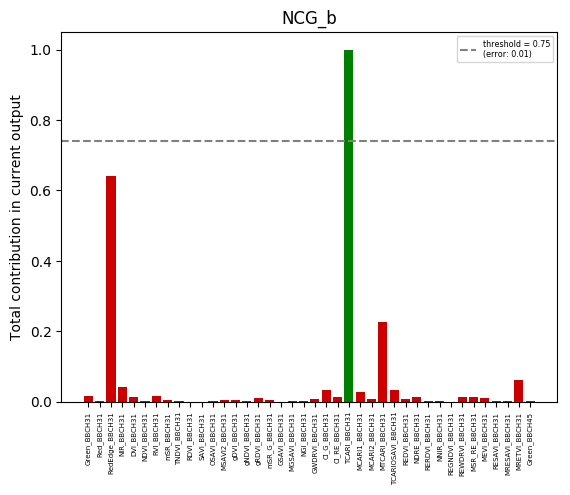 NCG_b
Total contribution in current output
1.0
0.8
0.6
0.4
0.2
0.0
threshold = 0.75
(error: 0.01)
Green_BBCH31
Red_BBCH31
RedEdge_BBCH31
NIR_BBCH31
DVI_BBCH31
NDVI_BBCH31
RVI_BBCH31
mSR_BBCH31
TNDVI_BBCH31
RDVI_BBCH31
SAVI_BBCH31
OSAVI_BBCH31
MSAVI2_BBCH31
gDVI_BBCH31
gNDVI_BBCH31
gRDVI_BBCH31
mSR_G_BBCH31
GSAVI_BBCH31
MGSAVI_BBCH31
NGI_BBCH31
GWDRVI_BBCH31
CI_G_BBCH31
CI_RE_BBCH31
TCARI_BBCH31
MCARI1_BBCH31
MCARI2_BBCH31
MTCARI_BBCH31
TCARIOSAVI_BBCH31
REDVI_BBCH31
NDRE_BBCH31
RERDVI_BBCH31
NNIR_BBCH31
REGNDVI_BBCH31
REWDRVI_BBCH31
MSR_RE_BBCH31
MEVI_BBCH31
RESAVI_BBCH31
MRESAVI_BBCH31
MRETVI_BBCH31
Green_BBCH45